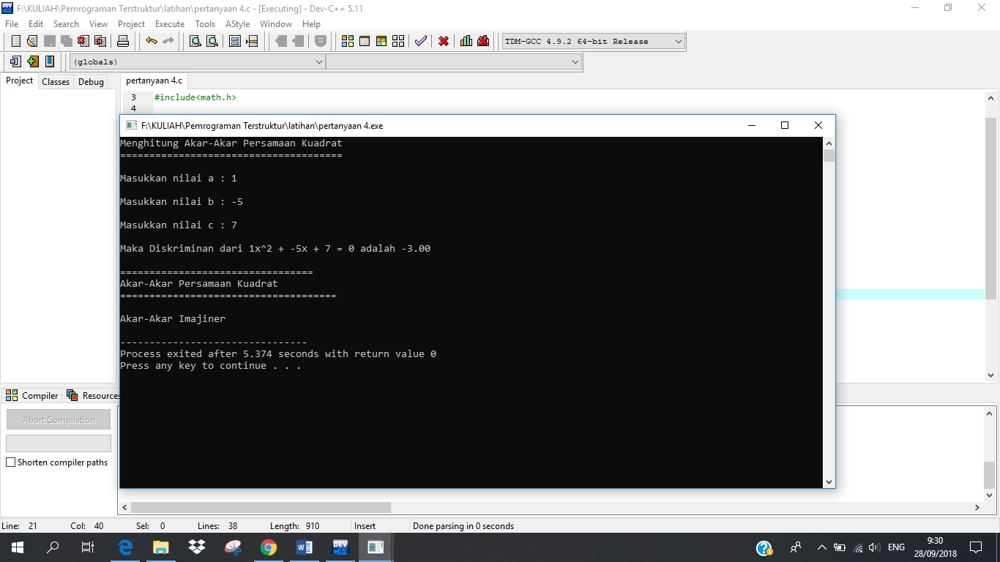 F:\KULIAH\Pemrograman Terstruktur\latihan\pertanyaan 4.c - [Executing] - Dev-C++ 5.11
File Edit Search View Project Execute Tools AStyle Window Help
TDM-GCC 4.9.2 64-bit Release
(globals)
Project Classes Debug pertanyaan 4.c
3 #include<math.h>
4
F:\KULIAH\Pemrograman Terstruktur\latihan\pertanyaan 4.exe
Menghitung Akar-Akar Persamaan Kuadrat
======================================
Masukkan nilai a : 1
Masukkan nilai b : -5
Masukkan nilai c : 7
Maka Diskriminan dari 1x^2 + -5x + 7 = 0 adalah -3.00
=================================
Akar-Akar Persamaan Kuadrat
=====================================
Akar-Akar Imajiner
--------------------------------
Process exited after 5.374 seconds with return value 0
Press any key to continue . . .
Compiler Resources
Abort Compilation
Shorten compiler paths
Line: 21 Col: 40 Sel: 0 Lines: 38 Length: 910 Insert Done parsing in 0 seconds
DEV
ENG
9:30
28/09/2018